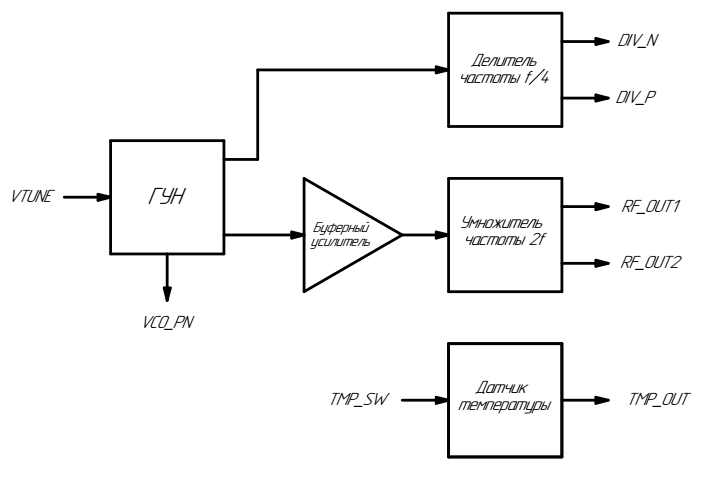 Делитель
частоты f/4
DIV_N
DIV_P
VTUNE
ГУН
VCO_PN
Буферный
усилитель
Умножитель
частоты 2f
RF_OUT1
RF_OUT2
TMP_SW
Датчик
температуры
TMP_OUT